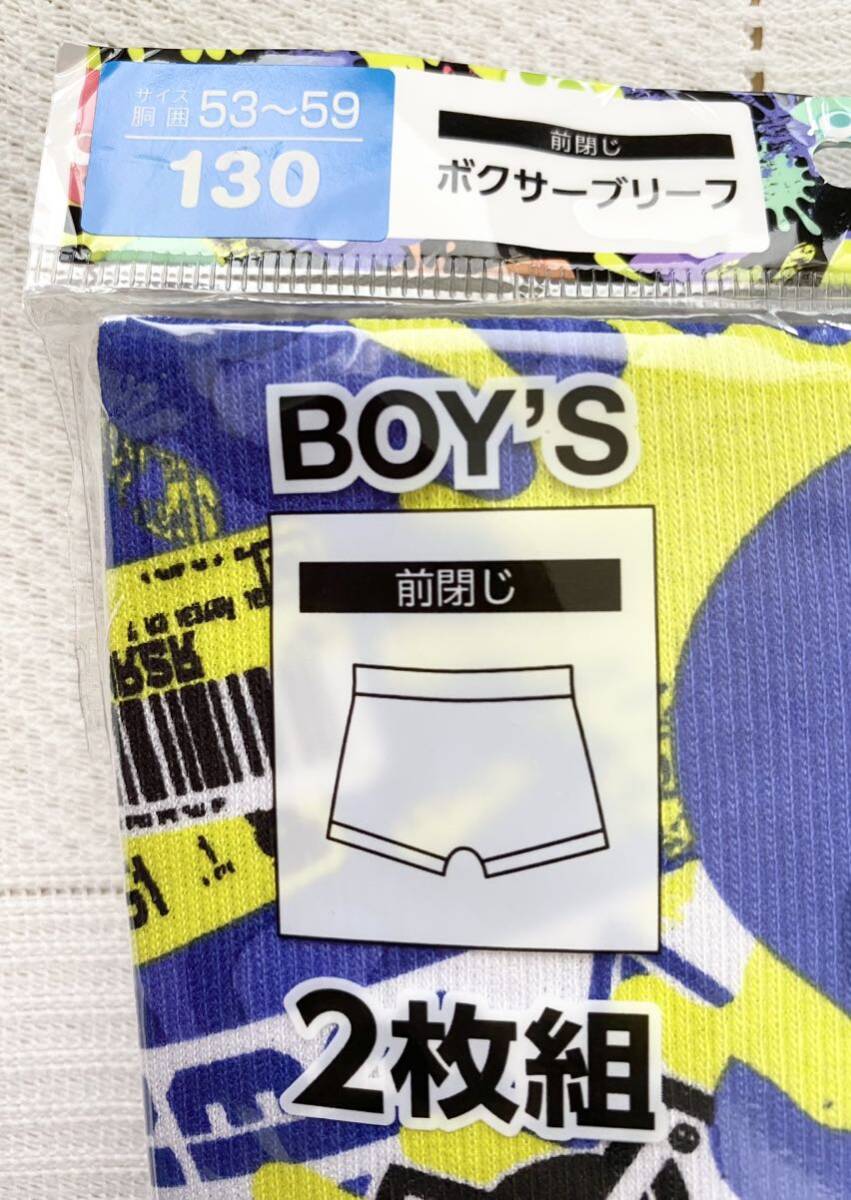 サイズ
胴囲 53〜59
130
前閉じ
ボクサーブリーフ
BOY'S
前閉じ
2枚組